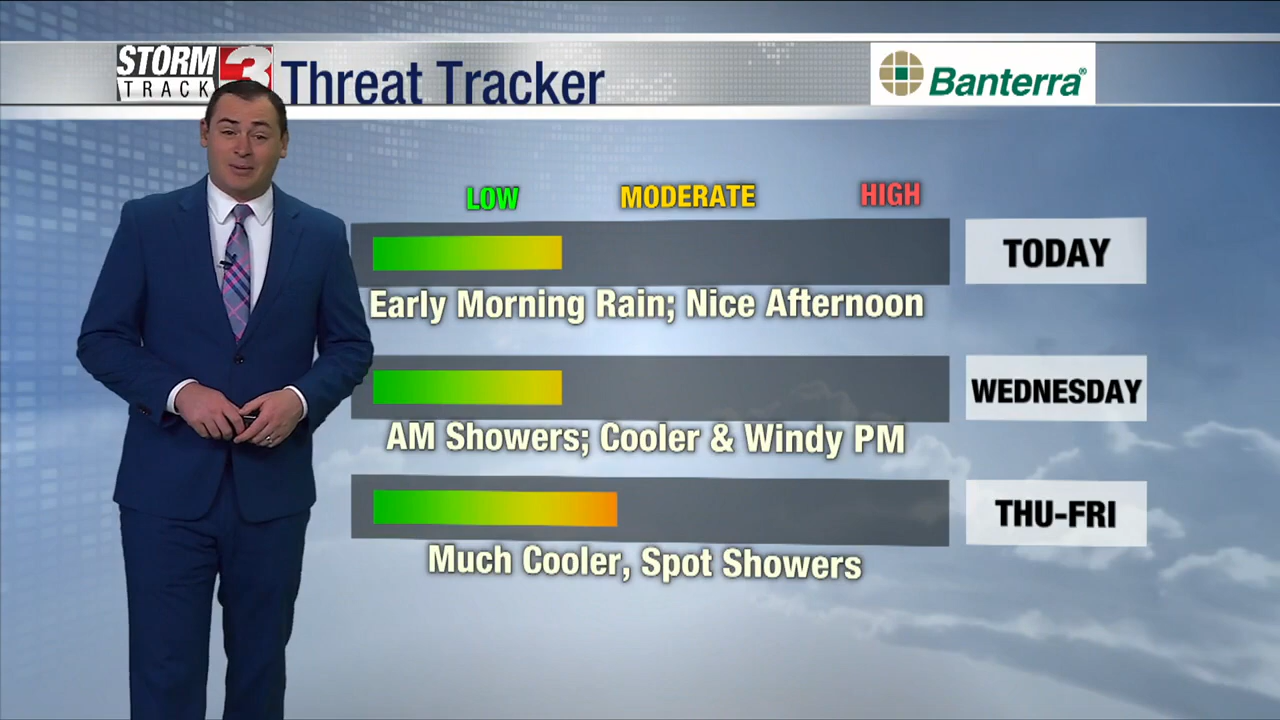 STORM
TRACK 3
Threat Tracker
Banterra®
LOW MODERATE HIGH
TODAY
Early Morning Rain; Nice Afternoon
WEDNESDAY
AM Showers; Cooler & Windy PM
THU-FRI
Much Cooler, Spot Showers